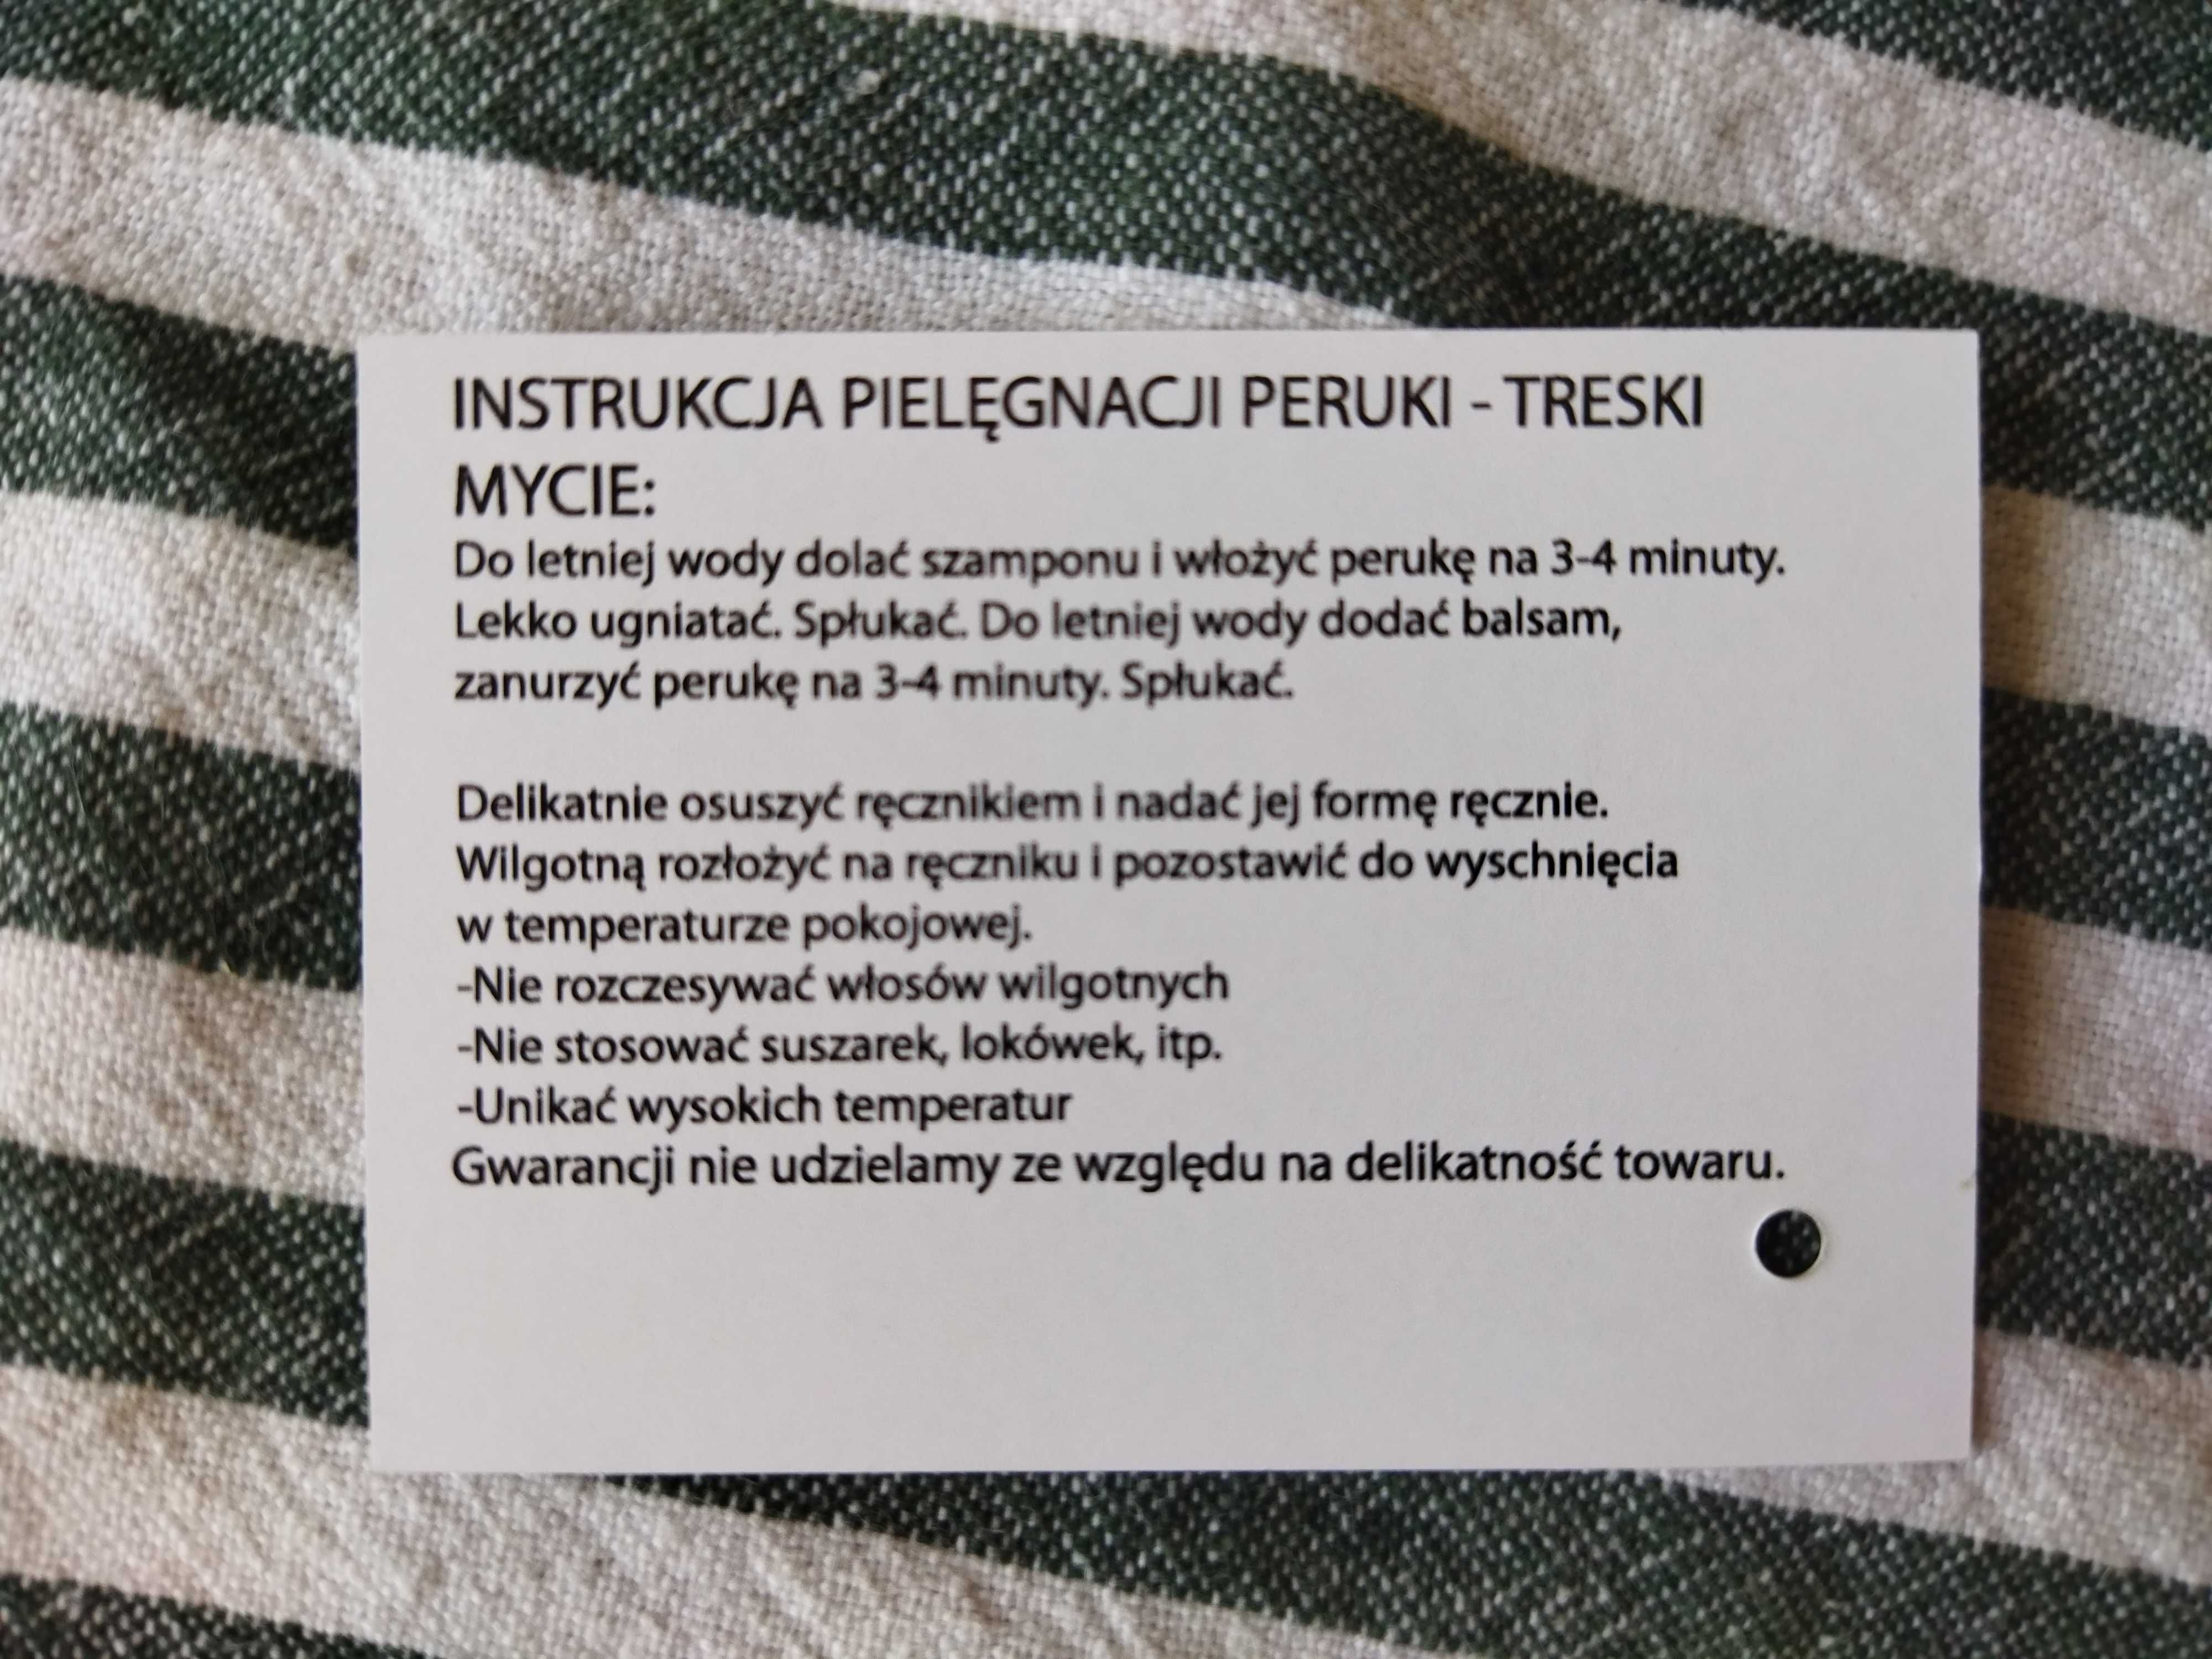 INSTRUKCJA PIELĘGNACJI PERUKI - TRESKI
MYCIE:
Do letniej wody dolać szamponu i włożyć perukę na 3-4 minuty.
Lekko ugniatać. Spłukać. Do letniej wody dodać balsam,
zanurzyć perukę na 3-4 minuty. Spłukać.
Delikatnie osuszyć ręcznikiem i nadać jej formę ręcznie.
Wilgotną rozłożyć na ręczniku i pozostawić do wyschnięcia
w temperaturze pokojowej.
-Nie rozczesywać włosów wilgotnych
-Nie stosować suszarek, lokówek, itp.
-Unikać wysokich temperatur
Gwarancji nie udzielamy ze względu na delikatność towaru.